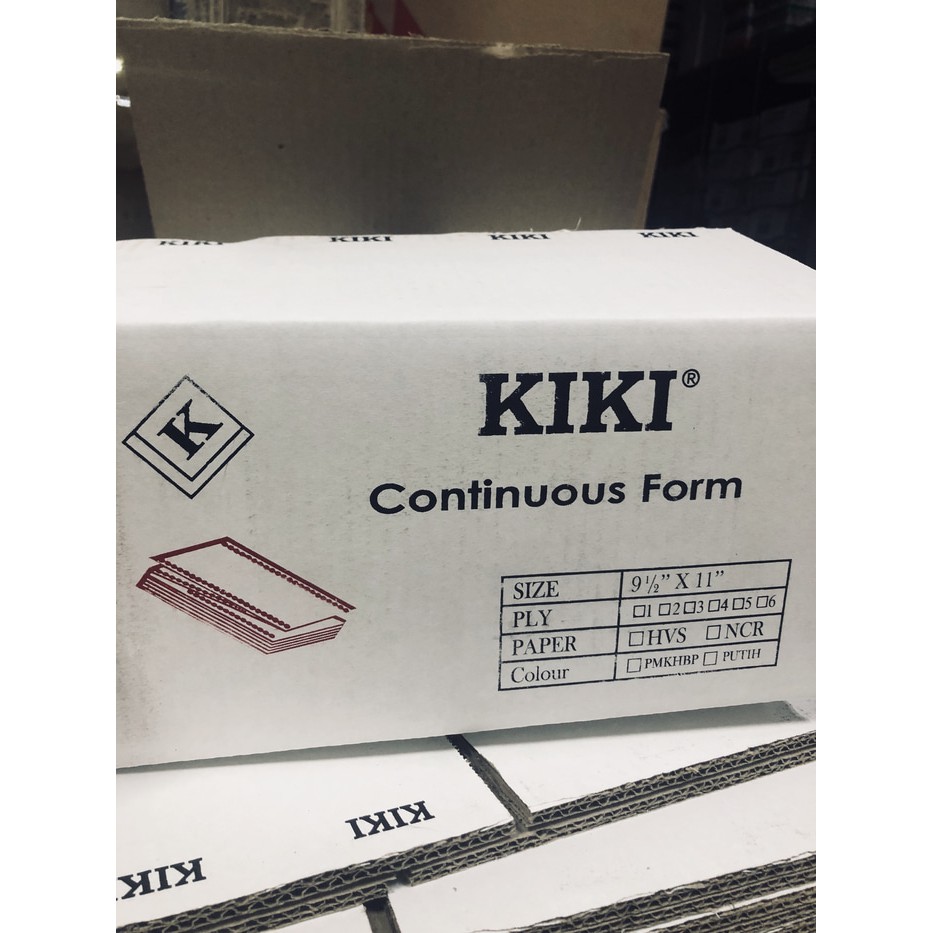 KIKI KIKI KIKI KIKI
K
KIKI®
Continuous Form
SIZE 9 ½" X 11"
PLY □1 □2 □3 □4 □5 □6
PAPER □HVS □NCR
Colour □PMKHBP □ PUTIH
KIKI
KIKI